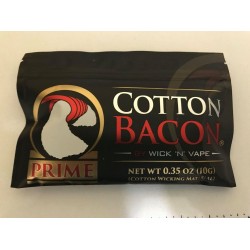 COTTON
BACON
PRIME
WICK 'N' VAPE
NET WT 0.35 OZ (10G)